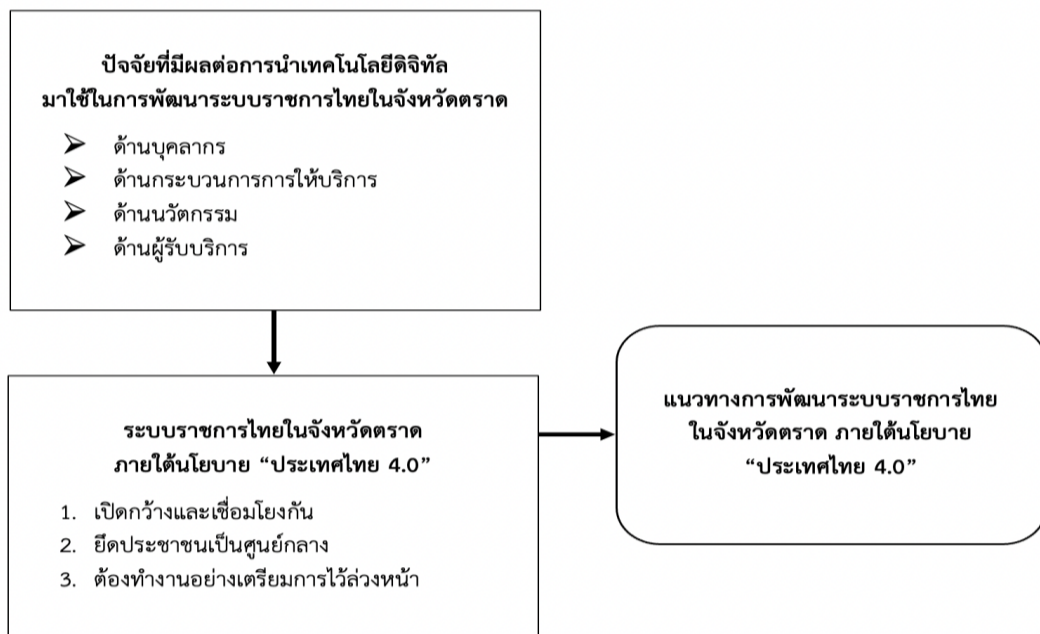 ปัจจัยที่มีผลต่อการนำเทคโนโลยีดิจิทัล
มาใช้ในการพัฒนาระบบราชการไทยในจังหวัดตราด
➢ ด้านบุคลากร
➢ ด้านกระบวนการการให้บริการ
➢ ด้านนวัตกรรม
➢ ด้านผู้รับบริการ
ระบบราชการไทยในจังหวัดตราด
ภายใต้นโยบาย “ประเทศไทย 4.0”
1. เปิดกว้างและเชื่อมโยงกัน
2. ยึดประชาชนเป็นศูนย์กลาง
3. ต้องทำงานอย่างเตรียมการไว้ล่วงหน้า
แนวทางการพัฒนาระบบราชการไทย
ในจังหวัดตราด ภายใต้นโยบาย
“ประเทศไทย 4.0”